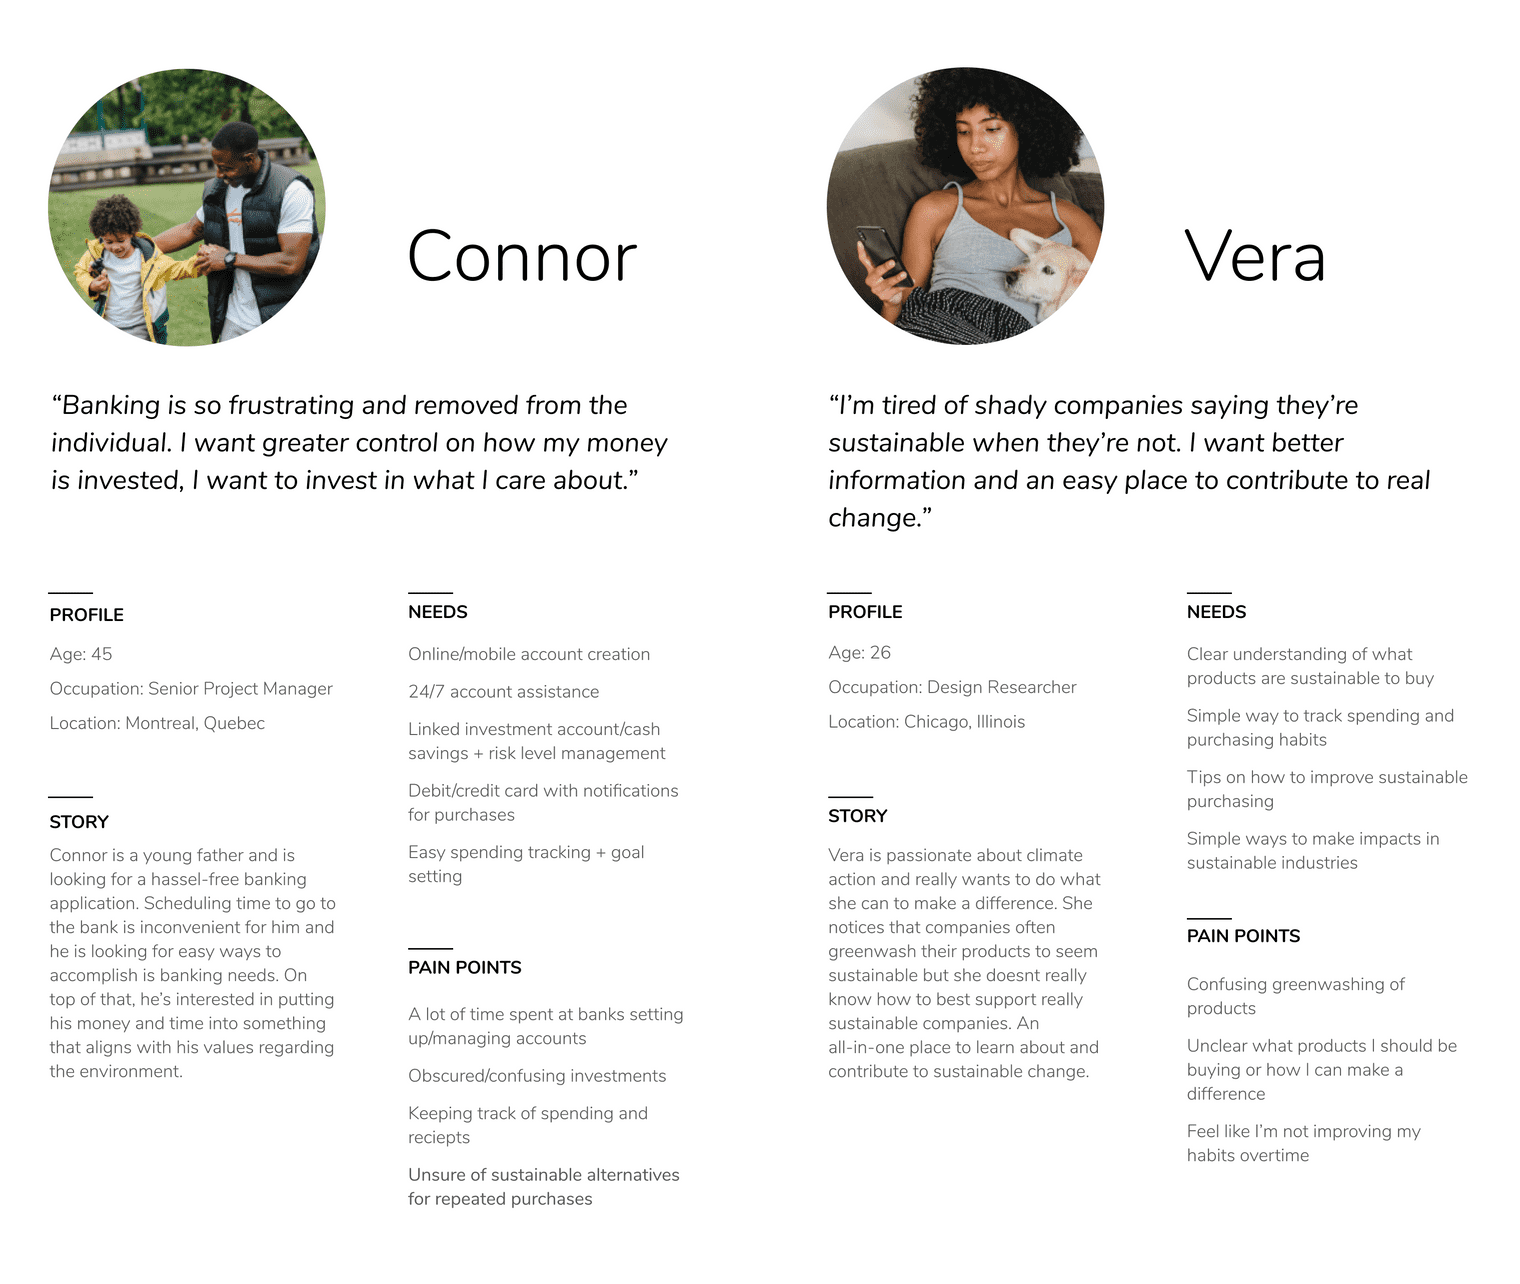 Connor
“Banking is so frustrating and removed from the
individual. I want greater control on how my money
is invested, I want to invest in what I care about.”
PROFILE
Age: 45
Occupation: Senior Project Manager
Location: Montreal, Quebec
STORY
Connor is a young father and is
looking for a hassel-free banking
application. Scheduling time to go to
the bank is inconvenient for him and
he is looking for easy ways to
accomplish is banking needs. On
top of that, he’s interested in putting
his money and time into something
that aligns with his values regarding
the environment.
NEEDS
Online/mobile account creation
24/7 account assistance
Linked investment account/cash
savings + risk level management
Debit/credit card with notifications
for purchases
Easy spending tracking + goal
setting
PAIN POINTS
A lot of time spent at banks setting
up/managing accounts
Obscured/confusing investments
Keeping track of spending and
reciepts
Unsure of sustainable alternatives
for repeated purchases
Vera
“I’m tired of shady companies saying they’re
sustainable when they’re not. I want better
information and an easy place to contribute to real
change.”
PROFILE
Age: 26
Occupation: Design Researcher
Location: Chicago, Illinois
STORY
Vera is passionate about climate
action and really wants to do what
she can to make a difference. She
notices that companies often
greenwash their products to seem
sustainable but she doesnt really
know how to best support really
sustainable companies. An
all-in-one place to learn about and
contribute to sustainable change.
NEEDS
Clear understanding of what
products are sustainable to buy
Simple way to track spending and
purchasing habits
Tips on how to improve sustainable
purchasing
Simple ways to make impacts in
sustainable industries
PAIN POINTS
Confusing greenwashing of
products
Unclear what products I should be
buying or how I can make a
difference
Feel like I’m not improving my
habits overtime